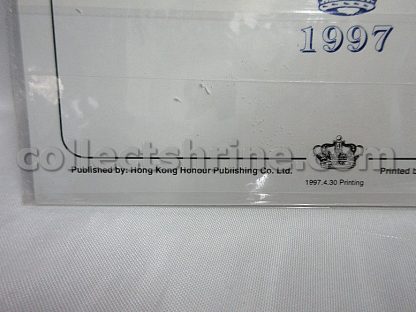 1997
collectshrine.com
Published by: Hong Kong Honour Publishing Co. Ltd.
Printed b
1997.4.30 Printing